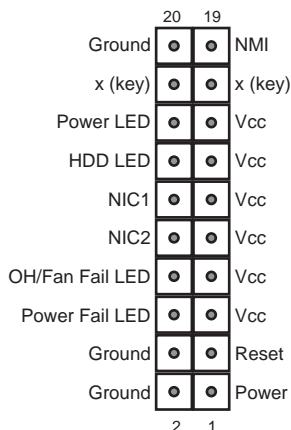 20 19
Ground NMI
x (key) x (key)
Power LED Vcc
HDD LED Vcc
NIC1 Vcc
NIC2 Vcc
OH/Fan Fail LED Vcc
Power Fail LED Vcc
Ground Reset
Ground Power
2 1